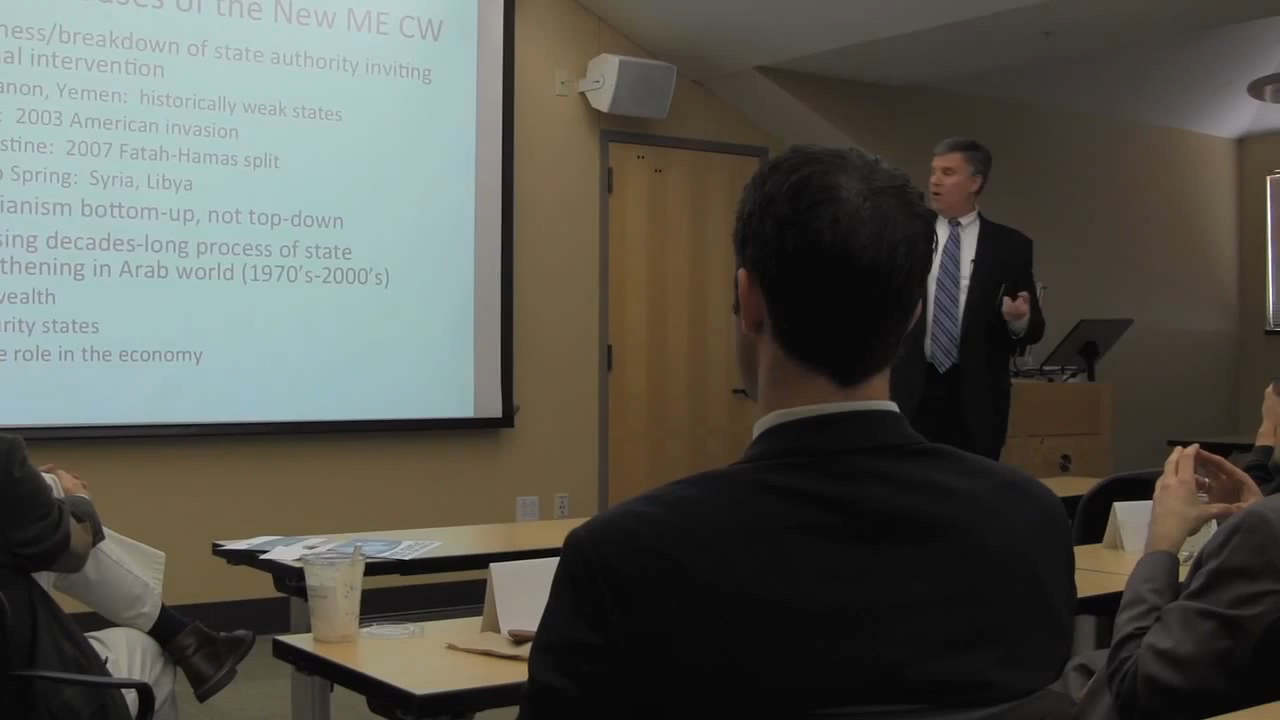 of the New ME CW
ness/breakdown of state authority inviting
al intervention
anon, Yemen: historically weak states
: 2003 American invasion
stine: 2007 Fatah-Hamas split
o Spring: Syria, Libya
ianism bottom-up, not top-down
sing decades-long process of state
thening in Arab world (1970's-2000's)
wealth
rity states
e role in the economy